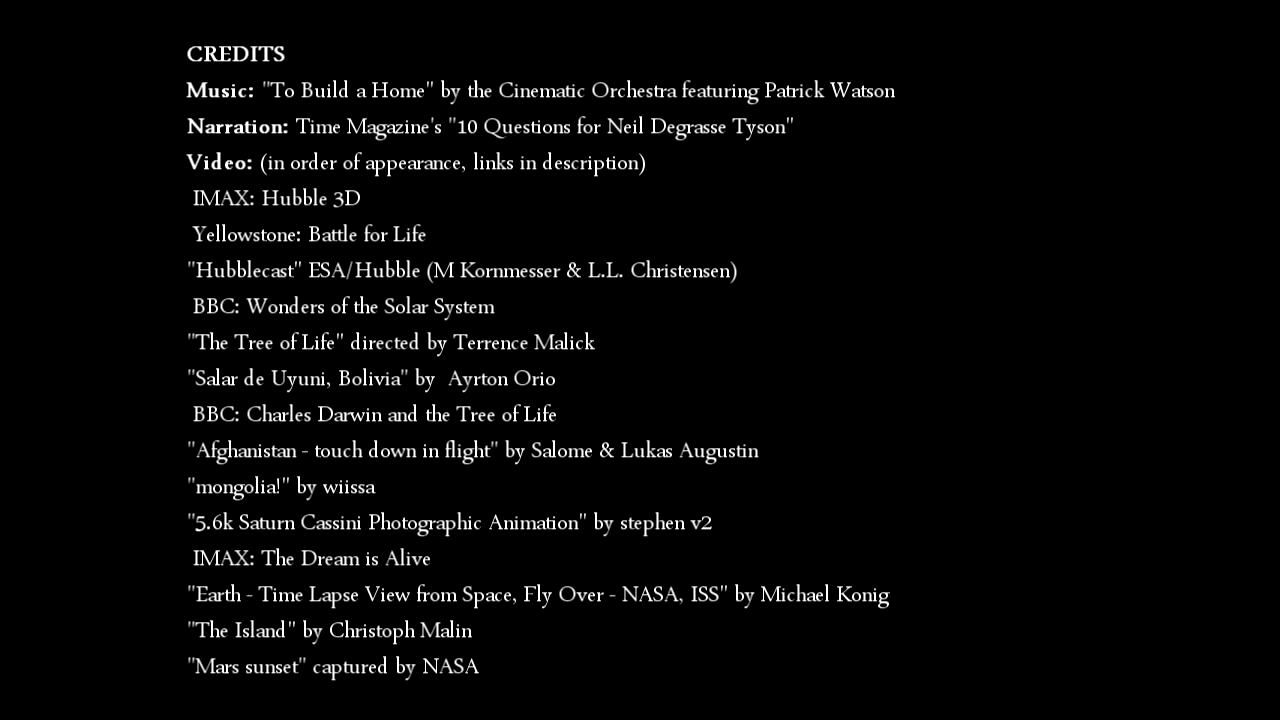 CREDITS
Music: "To Build a Home" by the Cinematic Orchestra featuring Patrick Watson
Narration: Time Magazine's "10 Questions for Neil Degrasse Tyson"
Video: (in order of appearance, links in description)
IMAX: Hubble 3D
Yellowstone: Battle for Life
"Hubblecast" ESA/Hubble (M Kornmesser & L.L. Christensen)
BBC: Wonders of the Solar System
"The Tree of Life" directed by Terrence Malick
"Salar de Uyuni, Bolivia" by  Ayrton Orio
BBC: Charles Darwin and the Tree of Life
"Afghanistan - touch down in flight" by Salome & Lukas Augustin
"mongolia!" by wiissa
"5.6k Saturn Cassini Photographic Animation" by stephen v2
IMAX: The Dream is Alive
"Earth - Time Lapse View from Space, Fly Over - NASA, ISS" by Michael Konig
"The Island" by Christoph Malin
"Mars sunset" captured by NASA